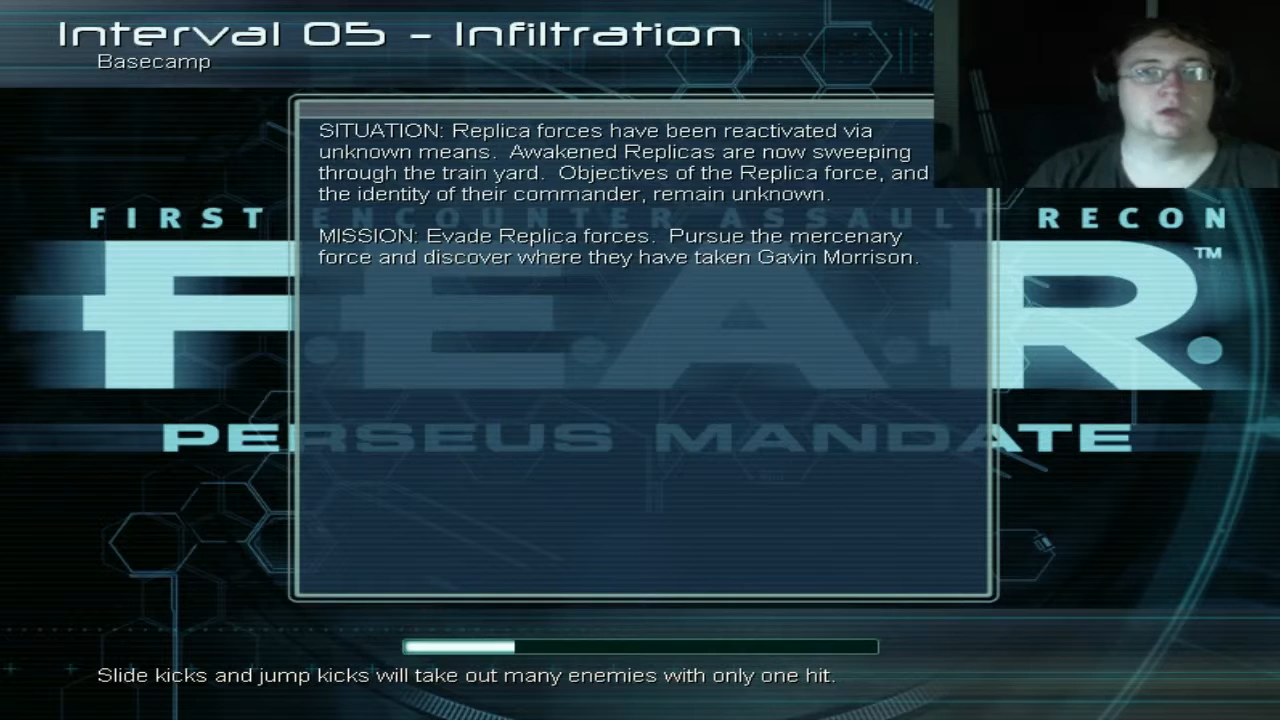 Interval 05 - Infiltration
Basecamp
SITUATION: Replica forces have been reactivated via
unknown means.  Awakened Replicas are now sweeping
through the train yard.  Objectives of the Replica force, and
the identity of their commander, remain unknown.
FIRST ENCOUNTER ASSAULT RECON
MISSION: Evade Replica forces.  Pursue the mercenary
force and discover where they have taken Gavin Morrison.
F.E.A.R.™
PERSEUS MANDATE
Slide kicks and jump kicks will take out many enemies with only one hit.